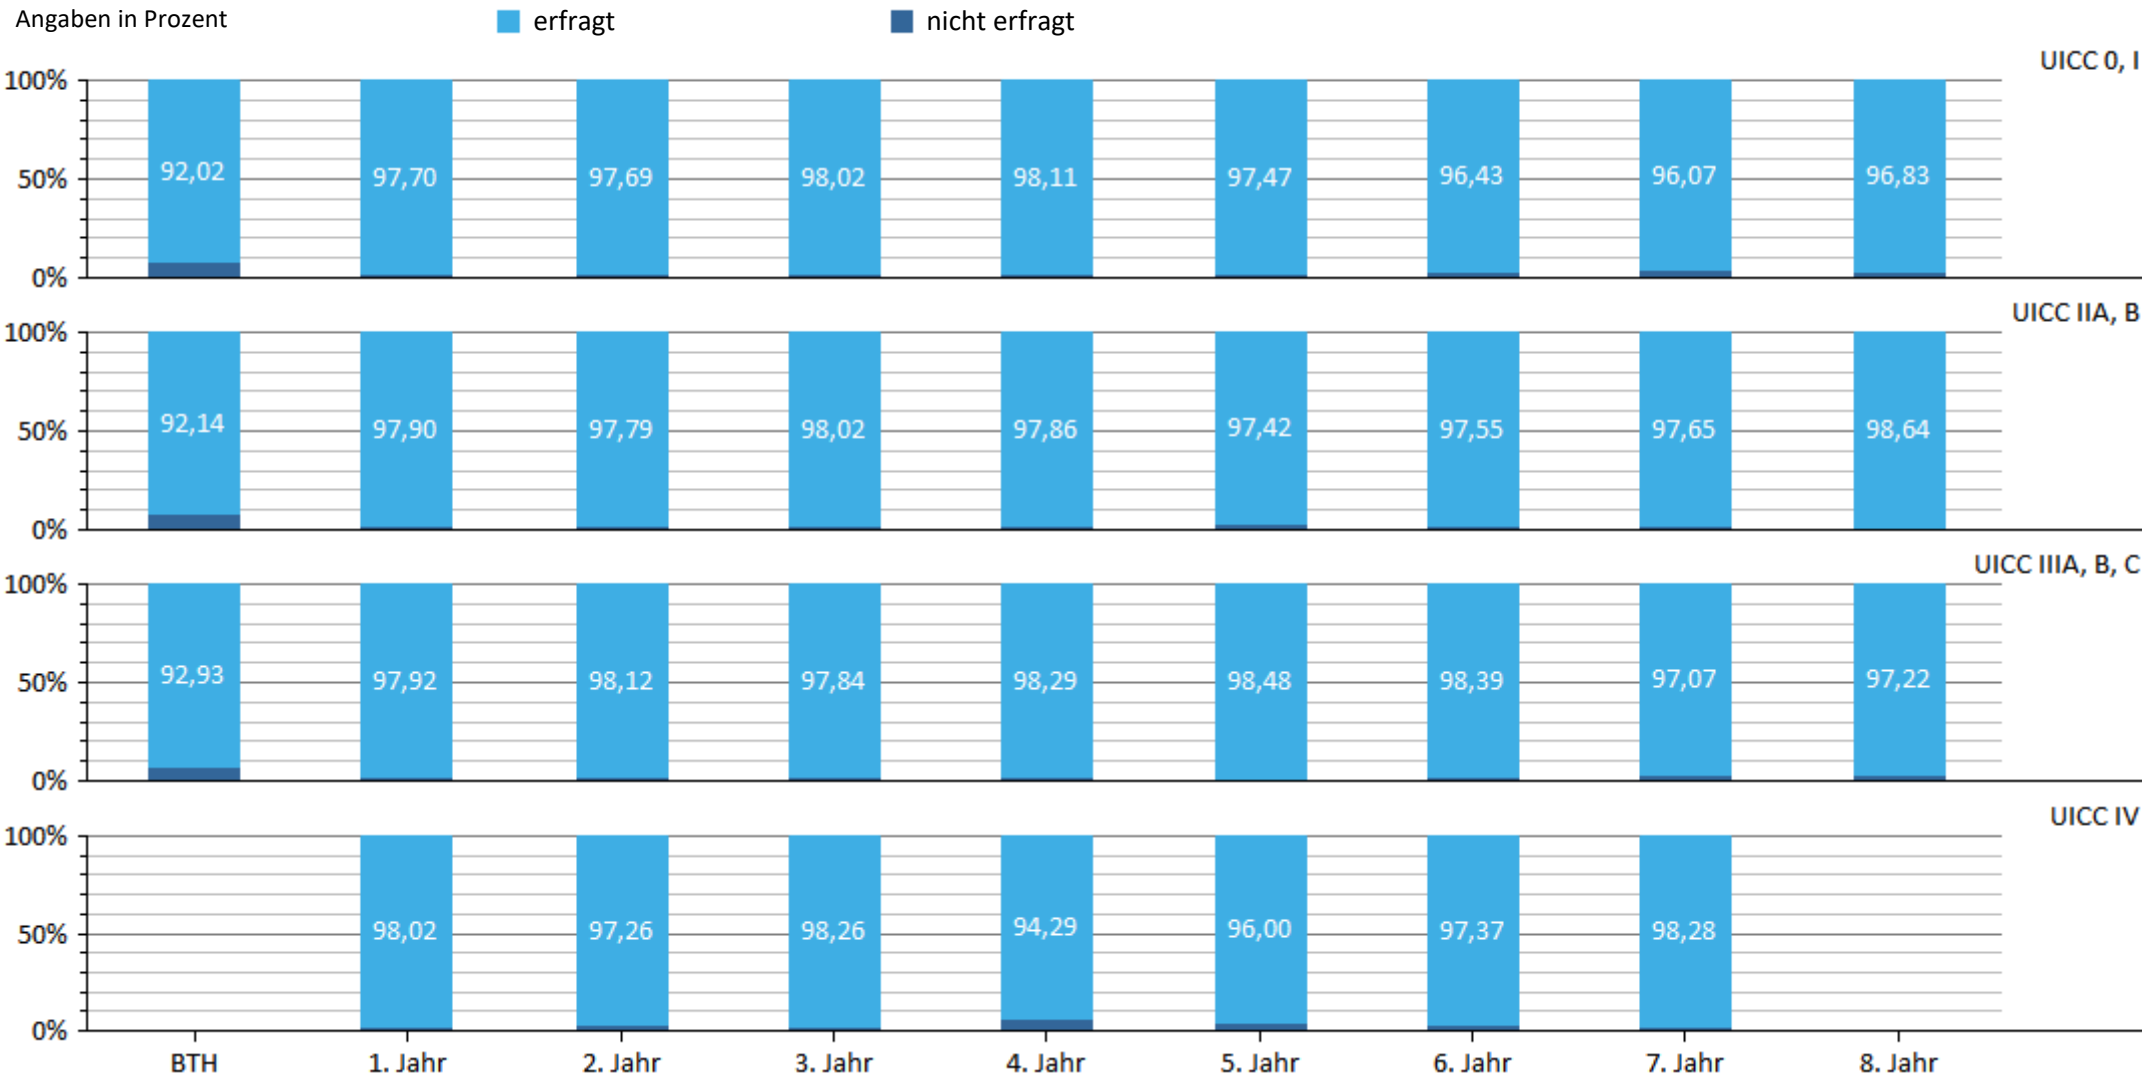 Angaben in Prozent erfragt nicht erfragt
UICC 0, I
100%
92,02 97,70 97,69 98,02 98,11 97,47 96,43 96,07 96,83
50%
0%
UICC IIA, B
100%
92,14 97,90 97,79 98,02 97,86 97,42 97,55 97,65 98,64
50%
0%
UICC IIIA, B, C
100%
92,93 97,92 98,12 97,84 98,29 98,48 98,39 97,07 97,22
50%
0%
UICC IV
100%
98,02 97,26 98,26 94,29 96,00 97,37 98,28
50%
0%
BTH 1. Jahr 2. Jahr 3. Jahr 4. Jahr 5. Jahr 6. Jahr 7. Jahr 8. Jahr